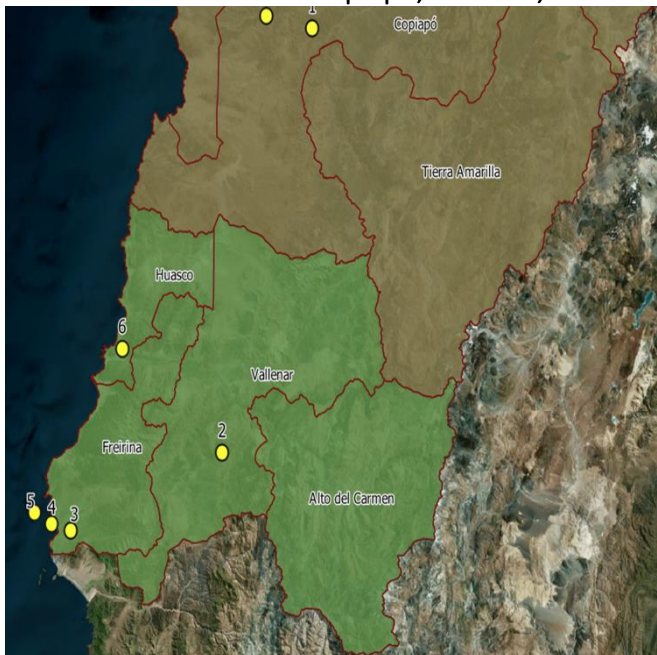 1
Copiapó
Tierra Amarilla
Huasco
6
Vallenar
2
Freirina
Alto del Carmen
5
4
3